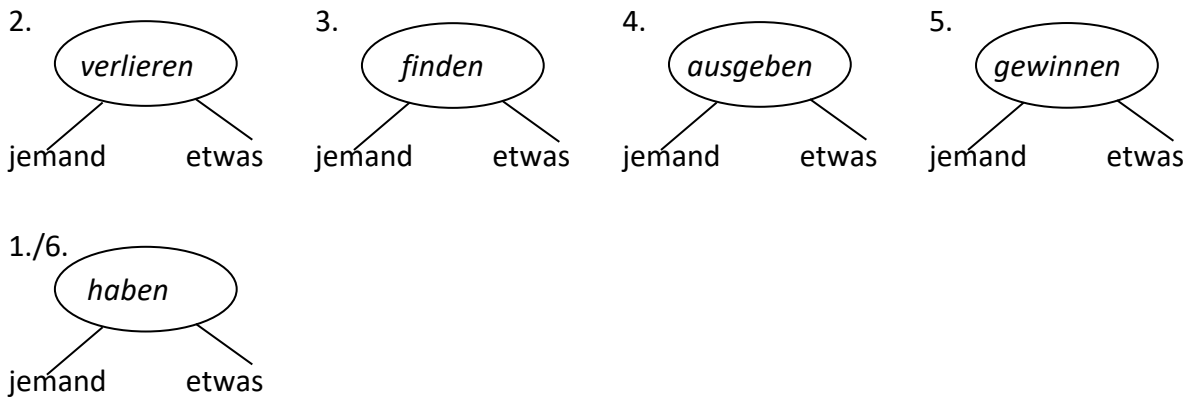 2. 3. 4. 5.
verlieren finden ausgeben gewinnen
jemand etwas jemand etwas jemand etwas jemand etwas
1./6.
haben
jemand etwas